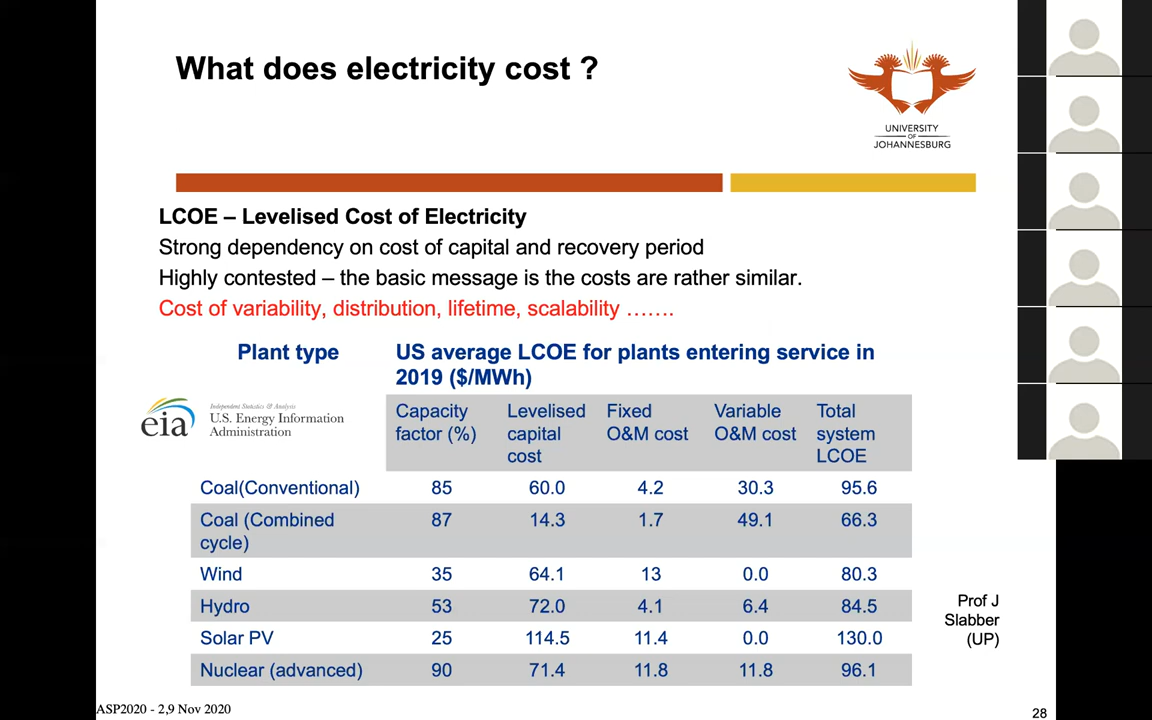 What does electricity cost ?
UNIVERSITY
OF
JOHANNESBURG
LCOE – Levelised Cost of Electricity
Strong dependency on cost of capital and recovery period
Highly contested – the basic message is the costs are rather similar.
Cost of variability, distribution, lifetime, scalability …….
Plant type
US average LCOE for plants entering service in
2019 ($/MWh)
eia
Independent Statistics & Analysis
U.S. Energy Information
Administration
Capacity Levelised Fixed Variable Total
factor (%) capital O&M cost O&M cost system
cost LCOE
Coal(Conventional) 85 60.0 4.2 30.3 95.6
Coal (Combined 87 14.3 1.7 49.1 66.3
cycle)
Wind 35 64.1 13 0.0 80.3
Hydro 53 72.0 4.1 6.4 84.5
Solar PV 25 114.5 11.4 0.0 130.0
Nuclear (advanced) 90 71.4 11.8 11.8 96.1
Prof J
Slabber
(UP)
ASP2020 - 2,9 Nov 2020
28